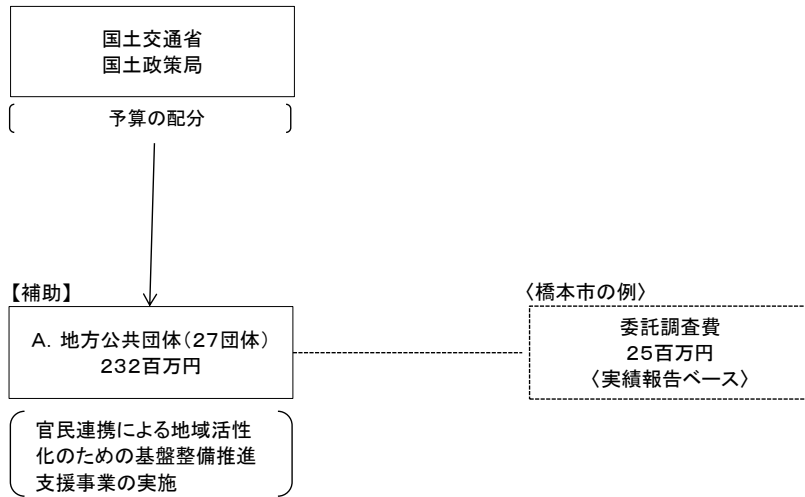 国土交通省
国土政策局
予算の配分
【補助】
A. 地方公共団体(27団体)
232百万円
官民連携による地域活性
化のための基盤整備推進
支援事業の実施
〈橋本市の例〉
委託調査費
25百万円
〈実績報告ベース〉